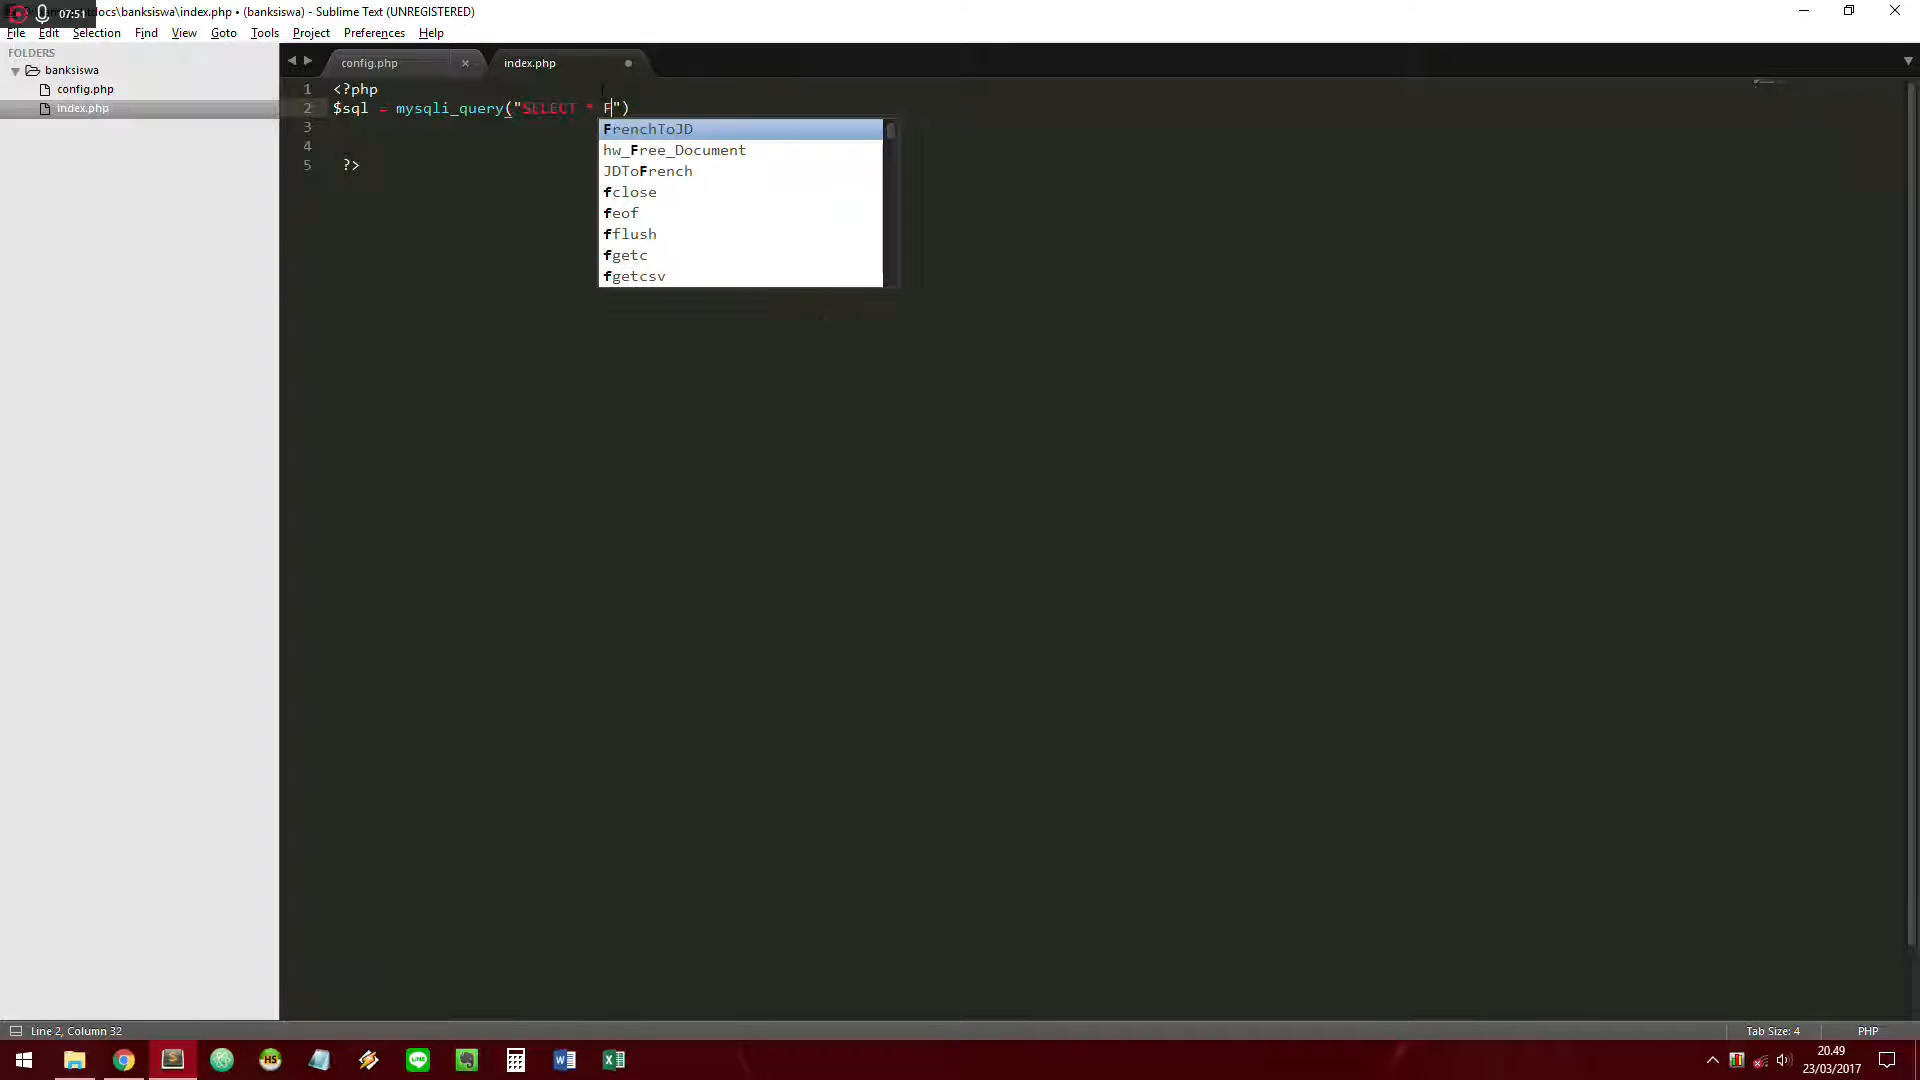 07:51
tdocs\banksiswa\index.php • (banksiswa) - Sublime Text (UNREGISTERED)
File Edit Selection Find View Goto Tools Project Preferences Help
FOLDERS
banksiswa
config.php
index.php
config.php ×
index.php
1 <?php
2 $sql = mysqli_query("SELECT * F")
3
4
5 ?>
FrenchToJD
hw_Free_Document
JDToFrench
fclose
feof
fflush
fgetc
fgetcsv
Line 2, Column 32
Tab Size: 4
PHP
S
HS
LINE
20.49
23/03/2017